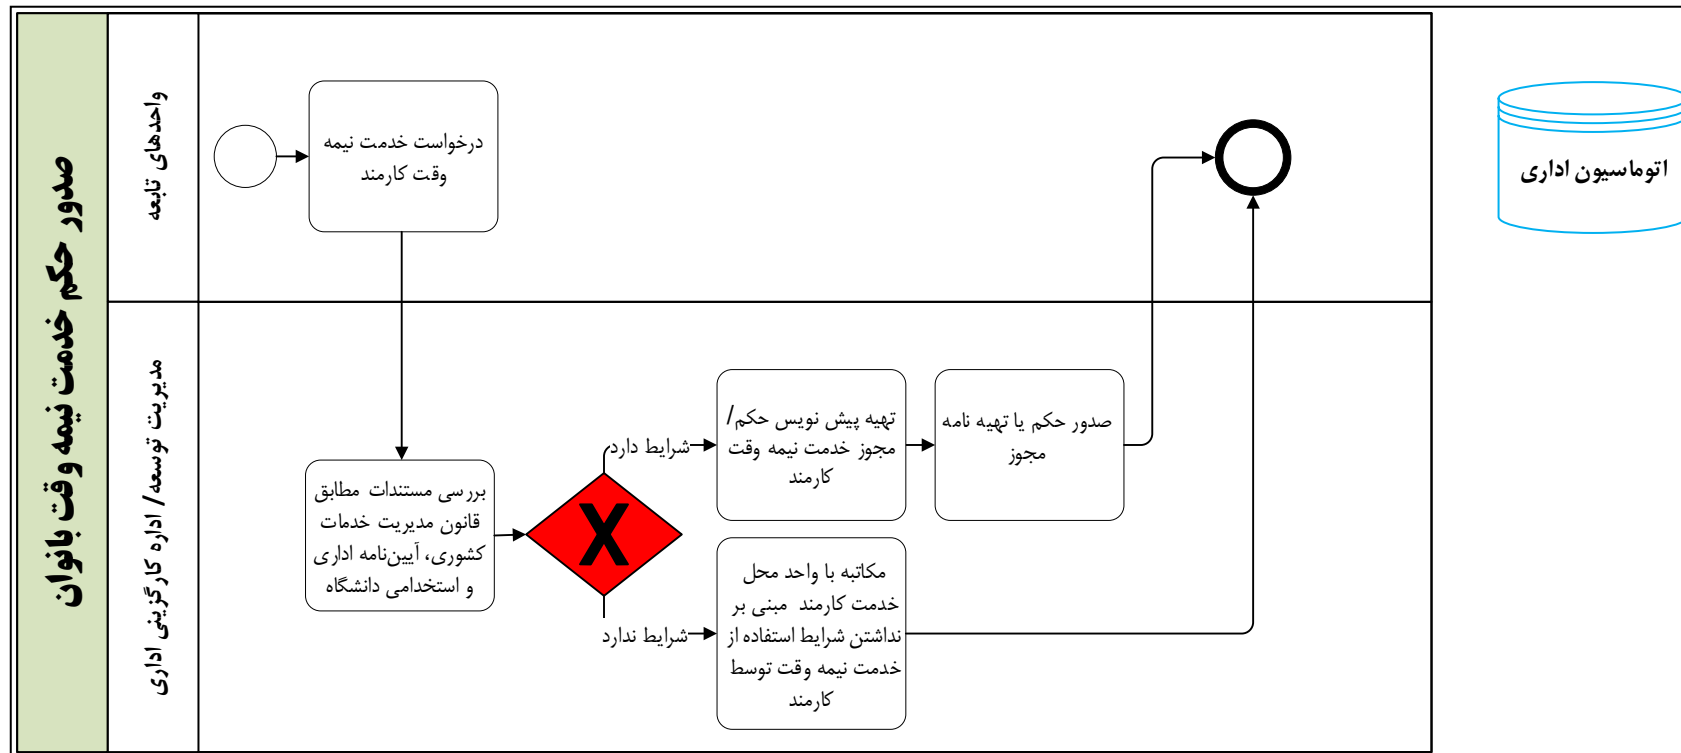 صدور حکم خدمت نیمه وقت بانوان
واحدهای تابعه
درخواست خدمت نیمه
وقت کارمند
اتوماسیون اداری
مدیریت توسعه/ اداره کارگزینی اداری
بررسی مستندات مطابق
قانون مدیریت خدمات
کشوری، آیین‌نامه اداری
و استخدامی دانشگاه
X
شرایط دارد
تهیه پیش نویس حکم/
مجوز خدمت نیمه وقت
کارمند
صدور حکم یا تهیه نامه
مجوز
شرایط ندارد
مکاتبه با واحد محل
خدمت کارمند مبنی بر
نداشتن شرایط استفاده از
خدمت نیمه وقت توسط
کارمند